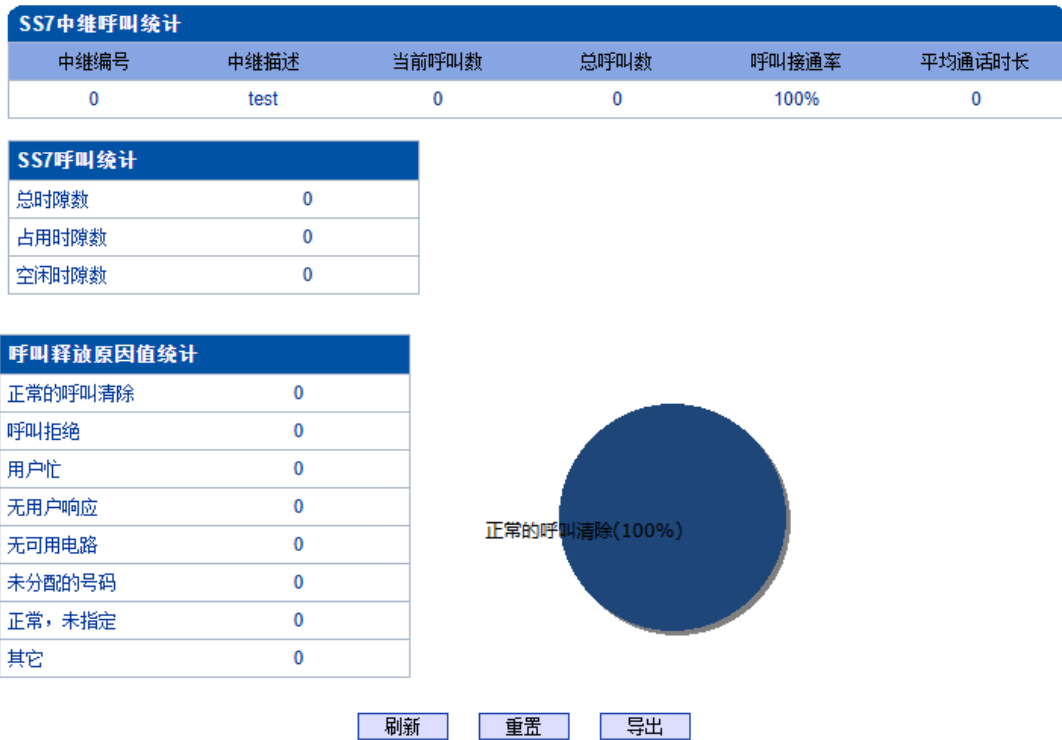 SS7中继呼叫统计
中继编号 中继描述 当前呼叫数 总呼叫数 呼叫接通率 平均通话时长
0 test 0 0 100% 0
SS7呼叫统计
总时隙数 0
占用时隙数 0
空闲时隙数 0
呼叫释放原因值统计
正常的呼叫清除 0
呼叫拒绝 0
用户忙 0
无用户响应 0
无可用电路 0
未分配的号码 0
正常，未指定 0
其它 0
正常的呼叫清除(100%)
刷新 重置 导出